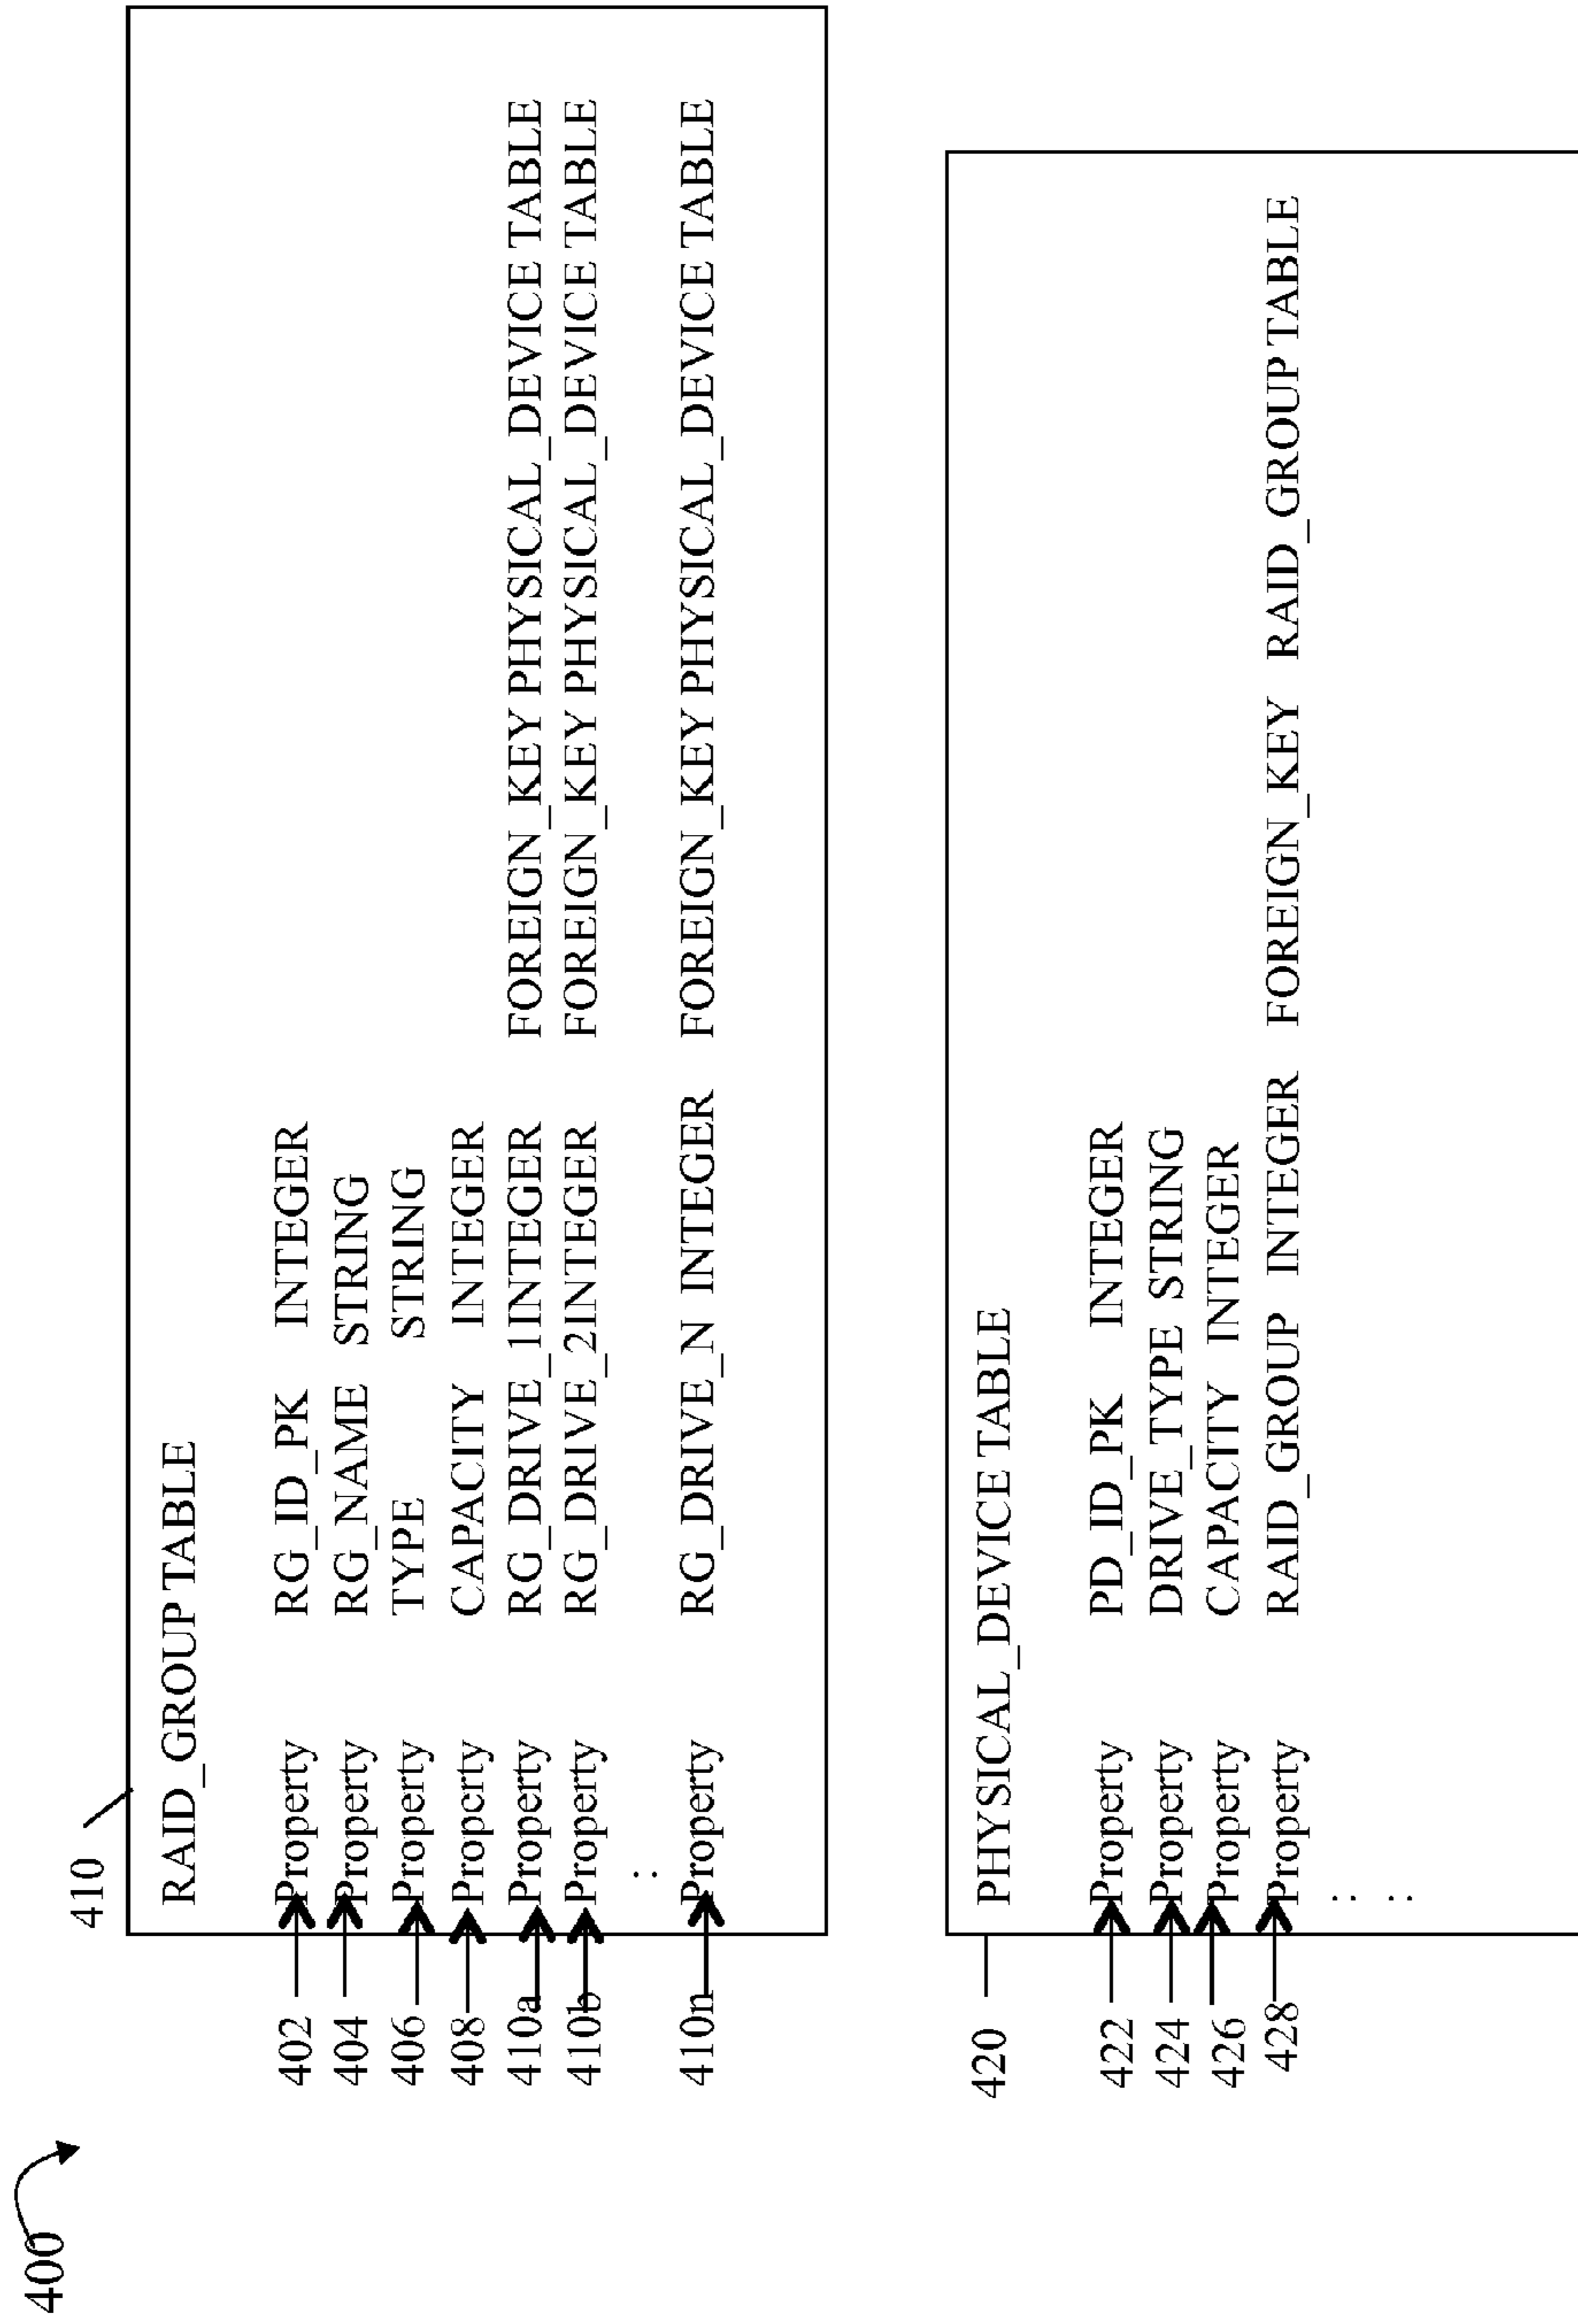 400
410
RAID_GROUP TABLE
402 Property RG_ID_PK INTEGER
404 Property RG_NAME STRING
406 Property TYPE STRING
408 Property CAPACITY INTEGER
410a Property RG_DRIVE_1INTEGER FOREIGN_KEY PHYSICAL_DEVICE TABLE
410b Property RG_DRIVE_2INTEGER FOREIGN_KEY PHYSICAL_DEVICE TABLE
:
410n Property RG_DRIVE_N INTEGER FOREIGN_KEY PHYSICAL_DEVICE TABLE
420 PHYSICAL_DEVICE TABLE
422 Property PD_ID_PK INTEGER
424 Property DRIVE_TYPE STRING
426 Property CAPACITY INTEGER
428 Property RAID_GROUP INTEGER FOREIGN_KEY RAID_GROUP TABLE
:
: